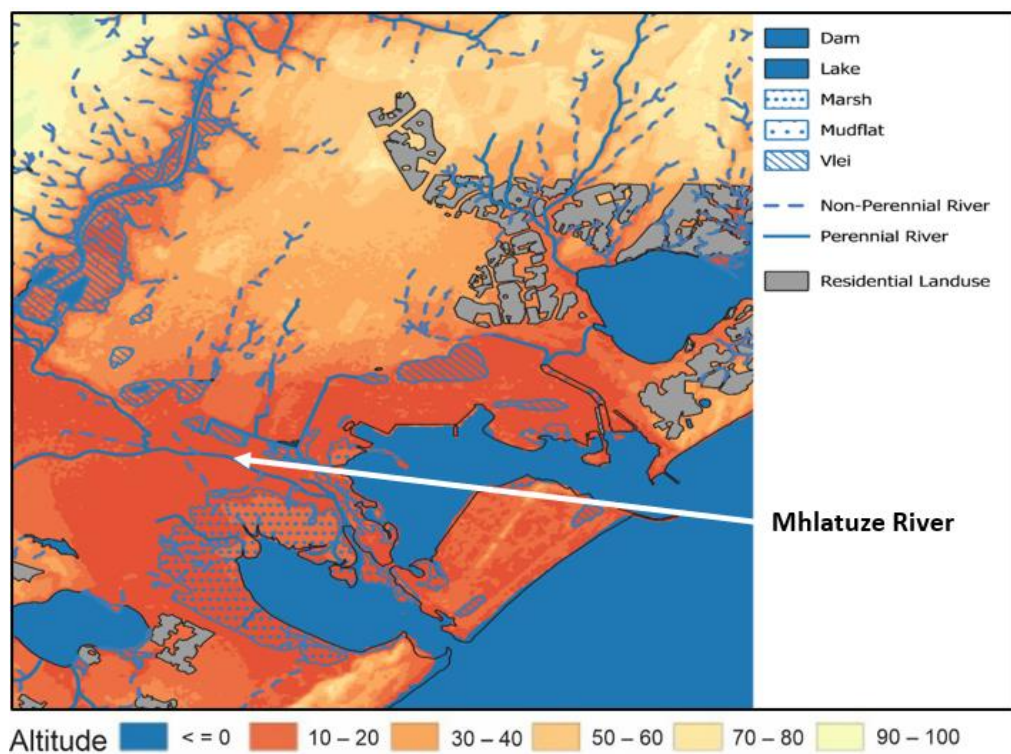 Dam
Lake
Marsh
Mudflat
Vlei
Non-Perennial River
Perennial River
Residential Landuse
Mhlatuze River
Altitude < = 0 10 – 20 30 – 40 50 – 60 70 – 80 90 – 100